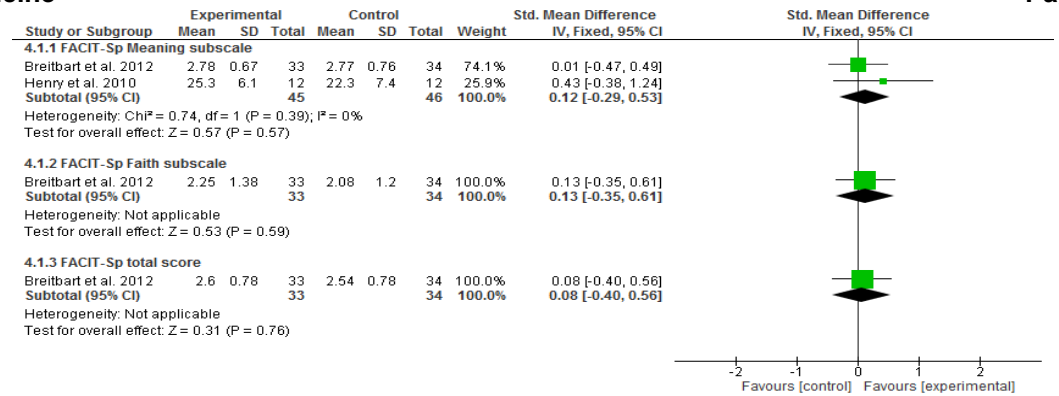 Experimental Control Std. Mean Difference Std. Mean Difference
Study or Subgroup Mean SD Total Mean SD Total Weight IV, Fixed, 95% CI IV, Fixed, 95% CI
4.1.1 FACIT-Sp Meaning subscale
Breitbart et al. 2012 2.78 0.67 33 2.77 0.76 34 74.1% 0.01 [-0.47, 0.49]
Henry et al. 2010 25.3 6.1 12 22.3 7.4 12 25.9% 0.43 [-0.38, 1.24]
Subtotal (95% CI) 45 46 100.0% 0.12 [-0.29, 0.53]
Heterogeneity: Chi² = 0.74, df = 1 (P = 0.39); I² = 0%
Test for overall effect: Z = 0.57 (P = 0.57)
4.1.2 FACIT-Sp Faith subscale
Breitbart et al. 2012 2.25 1.38 33 2.08 1.2 34 100.0% 0.13 [-0.35, 0.61]
Subtotal (95% CI) 33 34 100.0% 0.13 [-0.35, 0.61]
Heterogeneity: Not applicable
Test for overall effect: Z = 0.53 (P = 0.59)
4.1.3 FACIT-Sp total score
Breitbart et al. 2012 2.6 0.78 33 2.54 0.78 34 100.0% 0.08 [-0.40, 0.56]
Subtotal (95% CI) 33 34 100.0% 0.08 [-0.40, 0.56]
Heterogeneity: Not applicable
Test for overall effect: Z = 0.31 (P = 0.76)
-2 -1 0 1 2
Favours [control] Favours [experimental]